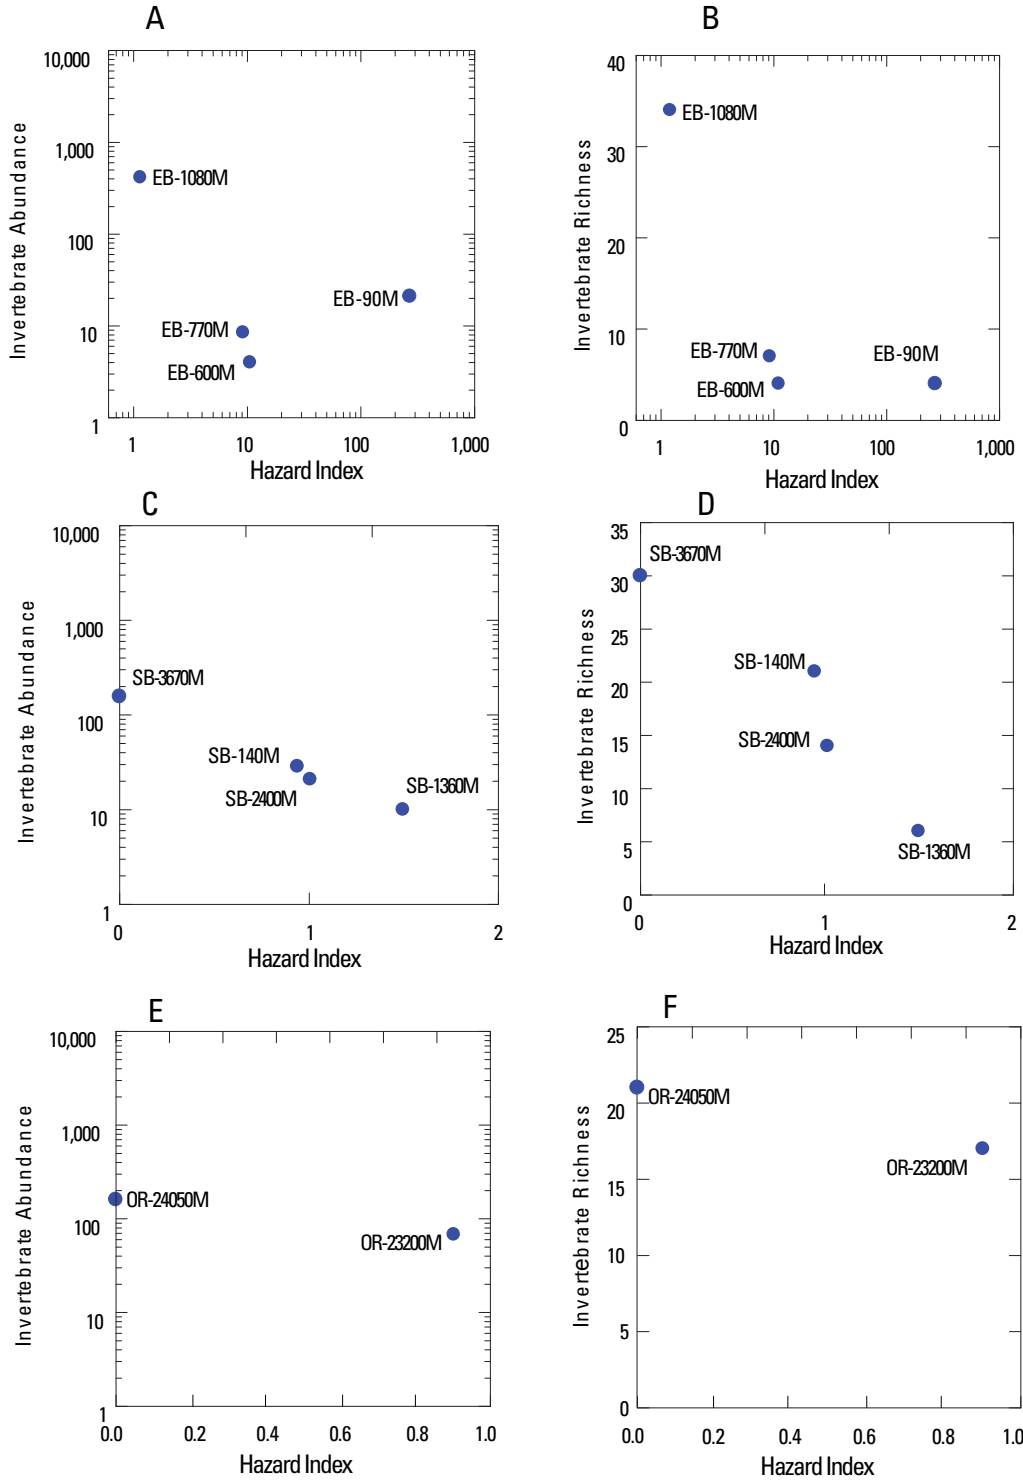 A
10,000
1,000
100
10
1
Invertebrate Abundance
EB-1080M
EB-90M
EB-770M
EB-600M
1 10 100 1,000
Hazard Index
B
40
30
20
10
0
Invertebrate Richness
EB-1080M
EB-770M
EB-90M
EB-600M
1 10 100 1,000
Hazard Index
C
10,000
1,000
100
10
1
Invertebrate Abundance
SB-3670M
SB-140M
SB-2400M
SB-1360M
0 1 2
Hazard Index
D
35
30
25
20
15
10
5
0
Invertebrate Richness
SB-3670M
SB-140M
SB-2400M
SB-1360M
0 1 2
Hazard Index
E
10,000
1,000
100
10
1
Invertebrate Abundance
OR-24050M
OR-23200M
0.0 0.2 0.4 0.6 0.8 1.0
Hazard Index
F
25
20
15
10
5
0
Invertebrate Richness
OR-24050M
OR-23200M
0.0 0.2 0.4 0.6 0.8 1.0
Hazard Index